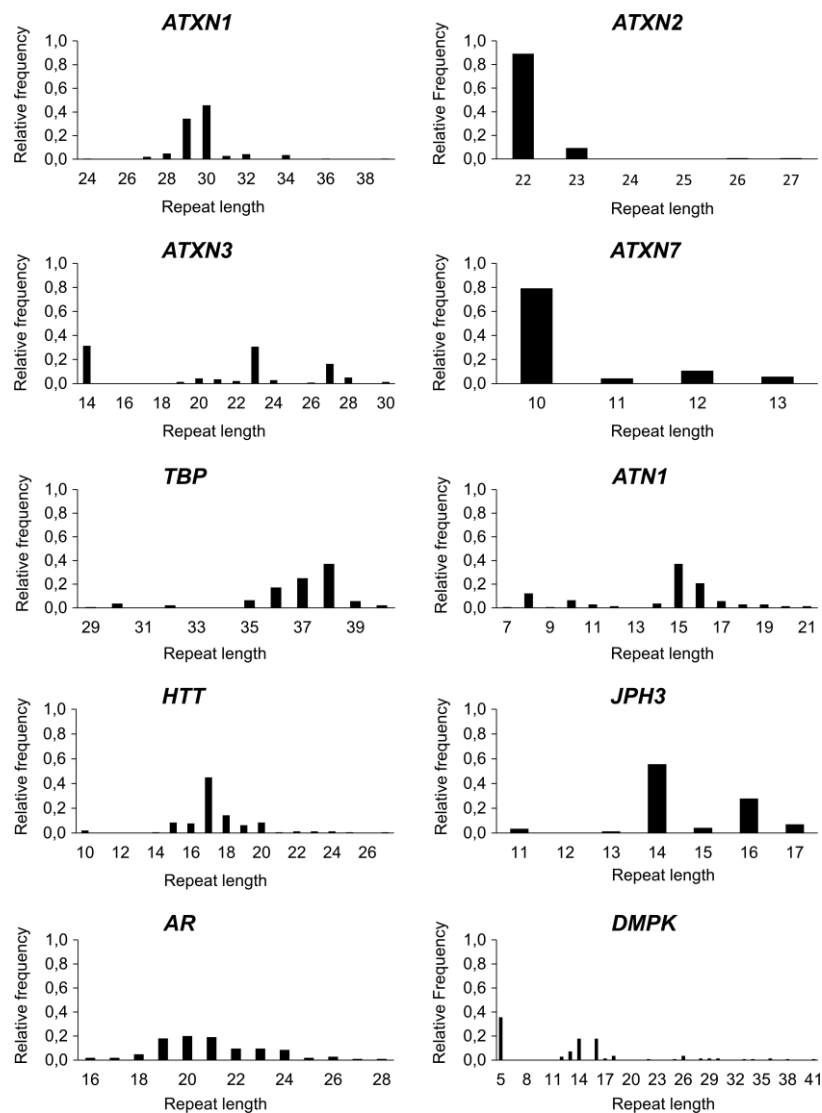 ATXN1
Relative frequency
1,0
0,8
0,6
0,4
0,2
0,0
24 26 28 30 32 34 36 38
Repeat length
ATXN2
Relative Frequency
1,0
0,8
0,6
0,4
0,2
0,0
22 23 24 25 26 27
Repeat length
ATXN3
Relative frequency
1,0
0,8
0,6
0,4
0,2
0,0
14 16 18 20 22 24 26 28 30
Repeat length
ATXN7
Relative frequency
1,0
0,8
0,6
0,4
0,2
0,0
10 11 12 13
Repeat length
TBP
Relative frequency
1,0
0,8
0,6
0,4
0,2
0,0
29 31 33 35 37 39
Repeat length
ATN1
Relative frequency
1,0
0,8
0,6
0,4
0,2
0,0
7 9 11 13 15 17 19 21
Repeat length
HTT
Relative frequency
1,0
0,8
0,6
0,4
0,2
0,0
10 12 14 16 18 20 22 24 26
Repeat length
JPH3
Relative frequency
1,0
0,8
0,6
0,4
0,2
0,0
11 12 13 14 15 16 17
Repeat length
AR
Relative frequency
1,0
0,8
0,6
0,4
0,2
0,0
16 18 20 22 24 26 28
Repeat length
DMPK
Relative Frequency
1,0
0,8
0,6
0,4
0,2
0,0
5 8 11 14 17 20 23 26 29 32 35 38 41
Repeat length